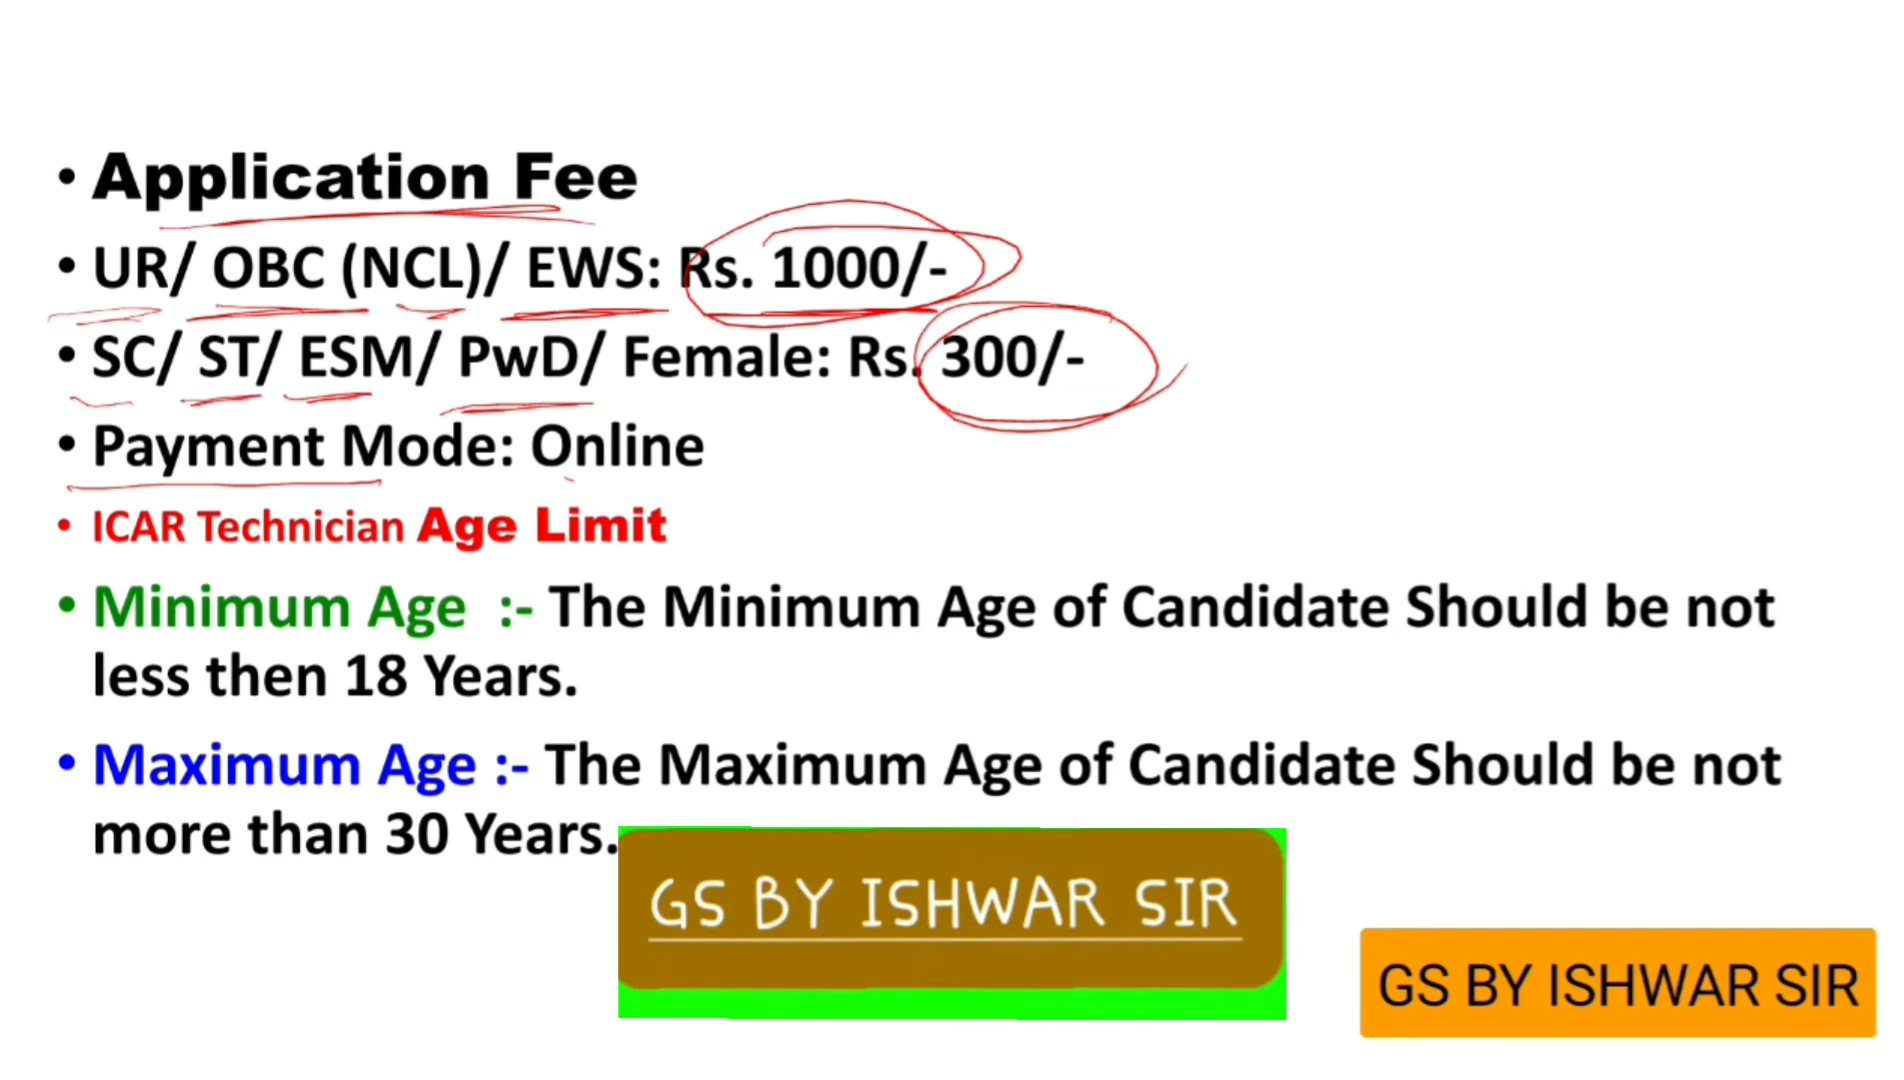 • Application Fee
• UR/ OBC (NCL)/ EWS: Rs. 1000/-
• SC/ ST/ ESM/ PwD/ Female: Rs. 300/-
• Payment Mode: Online
• ICAR Technician Age Limit
• Minimum Age :- The Minimum Age of Candidate Should be not
less then 18 Years.
• Maximum Age :- The Maximum Age of Candidate Should be not
more than 30 Years.
GS BY ISHWAR SIR
GS BY ISHWAR SIR